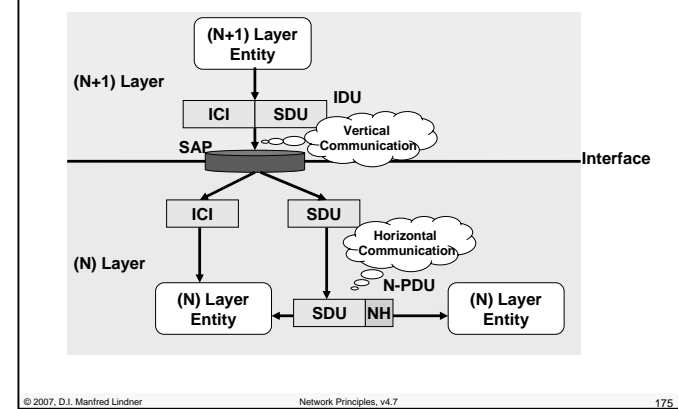 (N+1) Layer
Entity
(N+1) Layer
IDU
ICI SDU
Vertical
Communication
SAP
Interface
ICI SDU
Horizontal
Communication
(N) Layer
N-PDU
(N) Layer
Entity
SDU NH
(N) Layer
Entity
© 2007, D.I. Manfred Lindner
Network Principles, v4.7
175